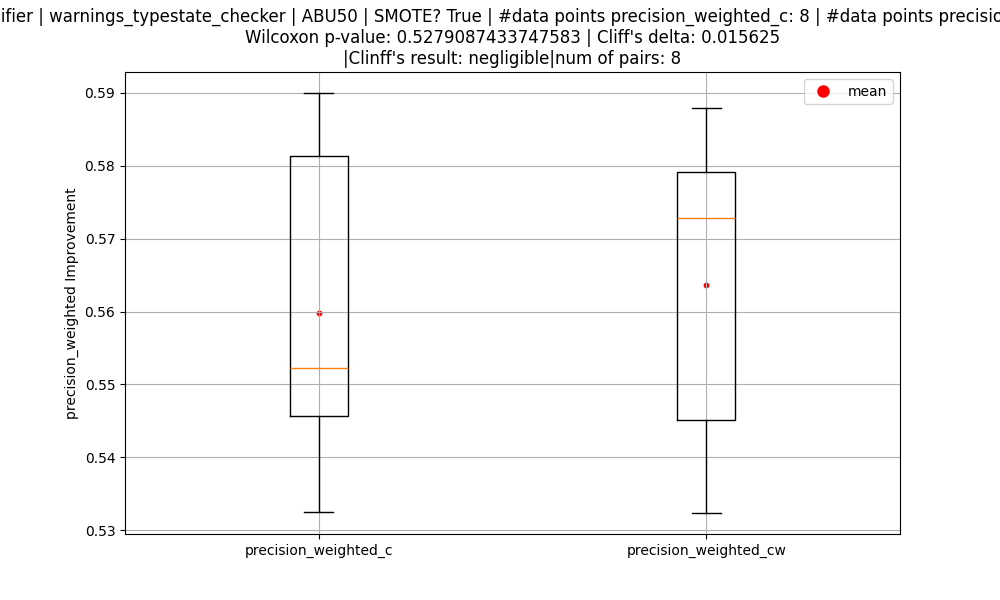 ifier | warnings_typestate_checker | ABU50 | SMOTE? True | #data points precision_weighted_c: 8 | #data points precisio
Wilcoxon p-value: 0.5279087433747583 | Cliff's delta: 0.015625
|Clinff's result: negligible|num of pairs: 8
mean
0.59
0.58
0.57
0.56
0.55
0.54
0.53
precision_weighted Improvement
precision_weighted_c
precision_weighted_cw